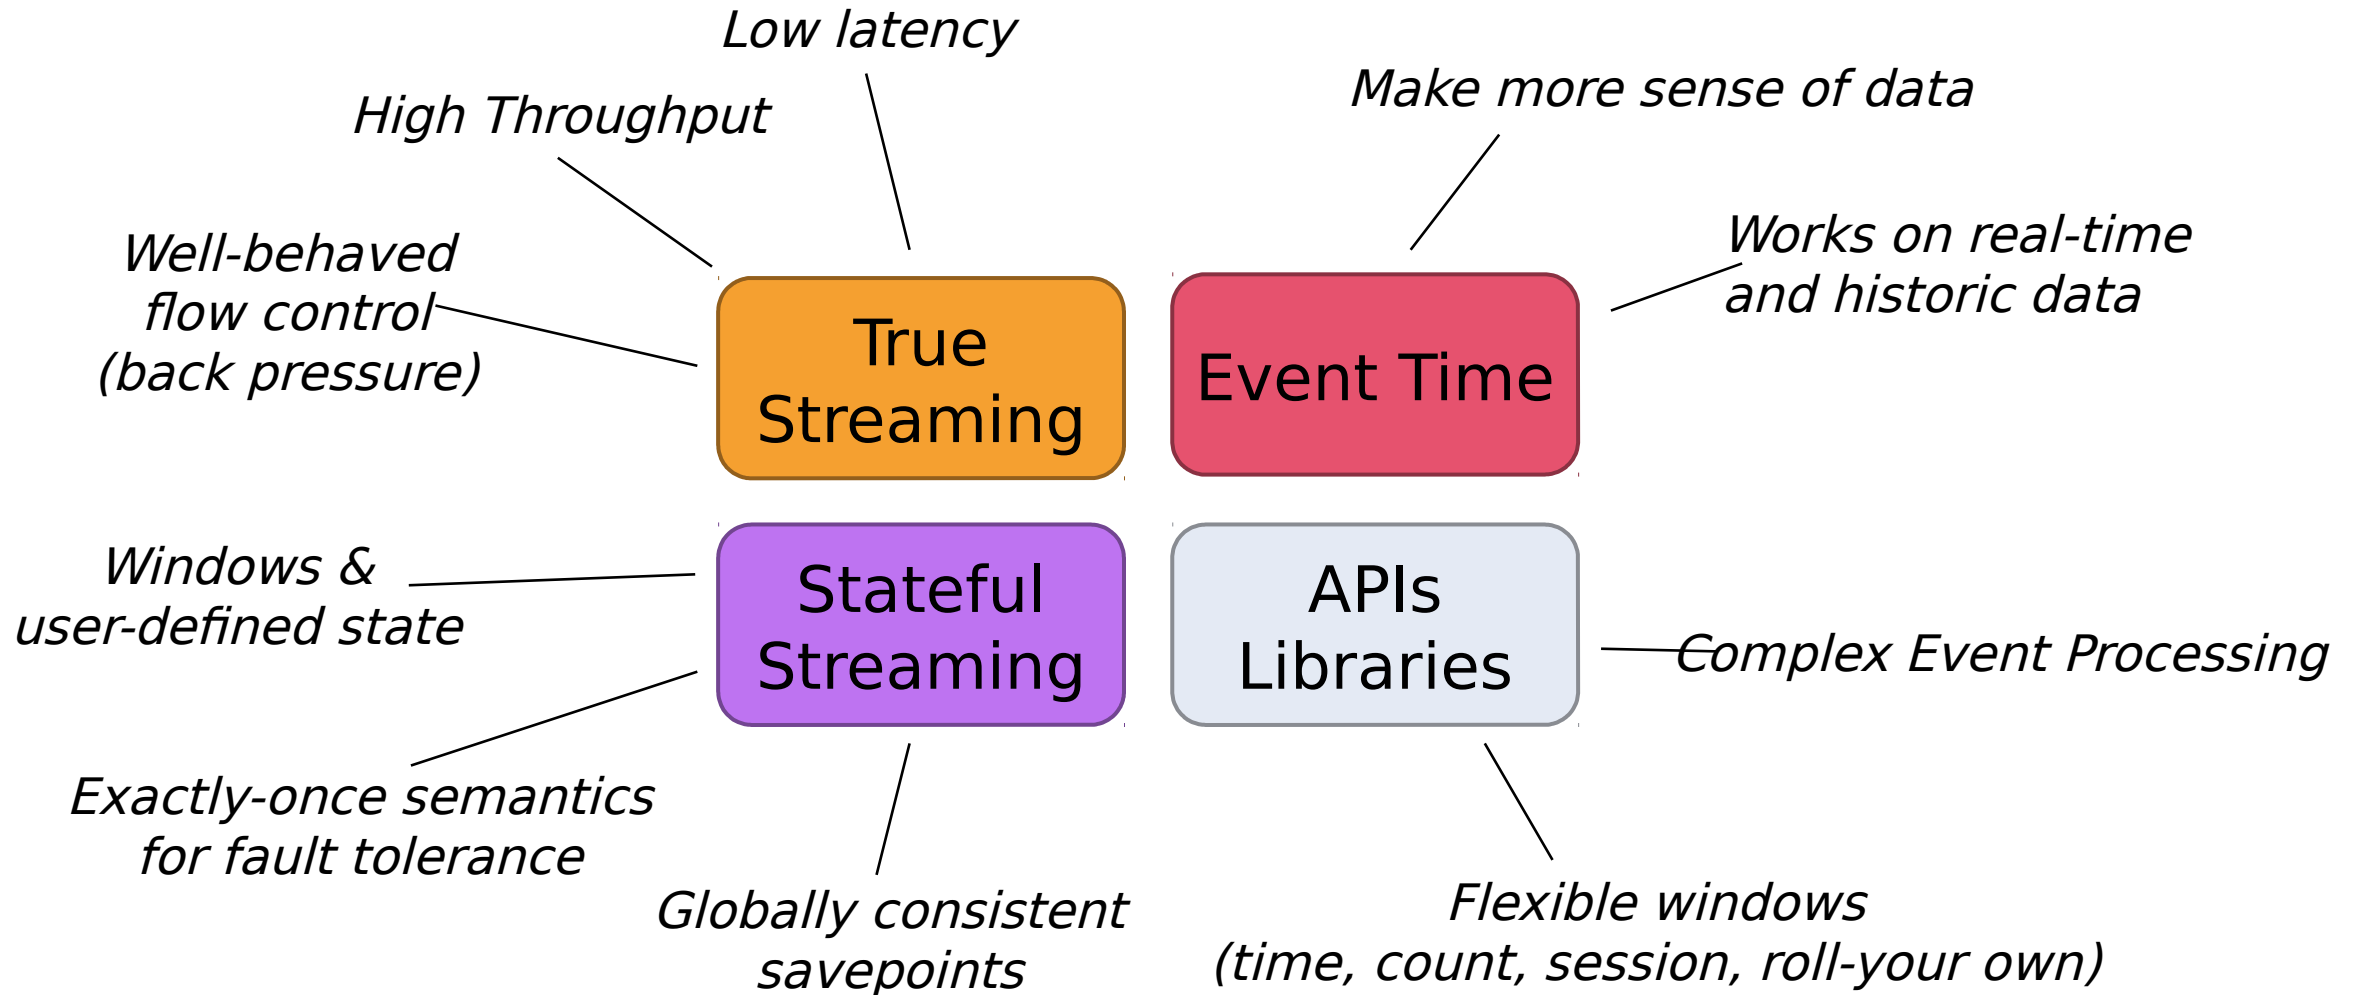 Low latency
High Throughput
Make more sense of data
Well-behaved
flow control
(back pressure)
Works on real-time
and historic data
True
Streaming
Event Time
Windows &
user-defined state
Stateful
Streaming
APIs
Libraries
Complex Event Processing
Exactly-once semantics
for fault tolerance
Globally consistent
savepoints
Flexible windows
(time, count, session, roll-your own)